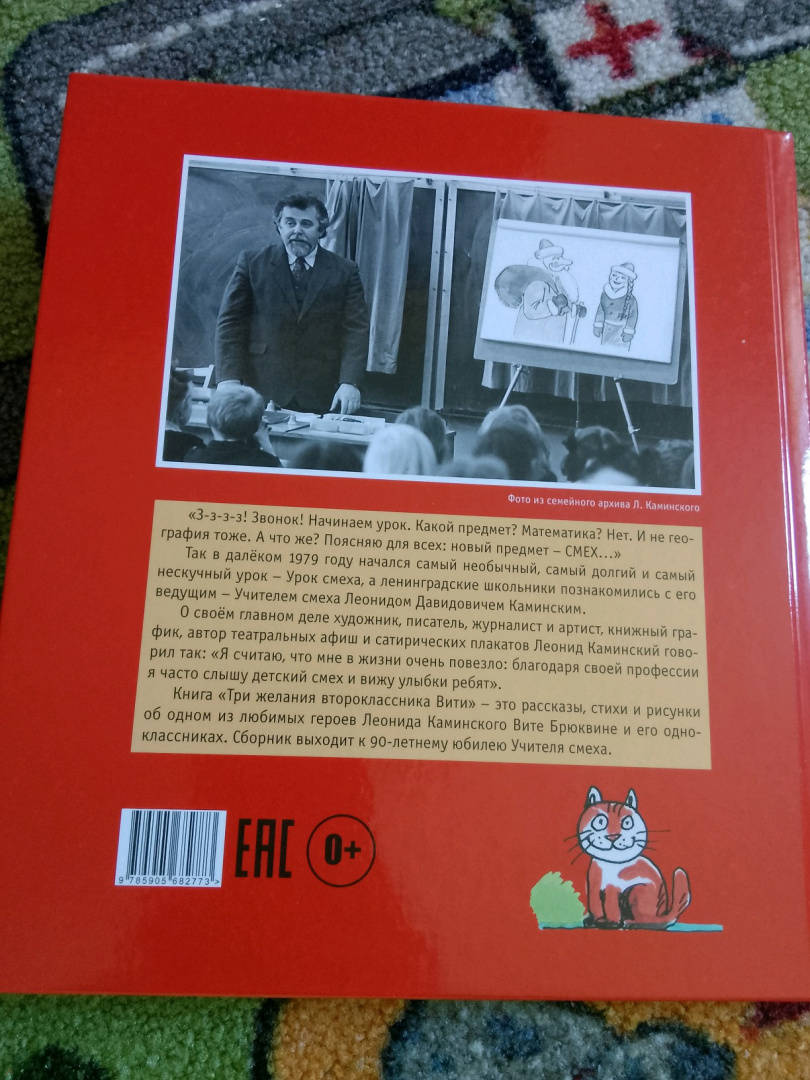 Фото из семейного архива Л. Каминского
«З-з-з-з! Звонок! Начинаем урок. Какой предмет? Математика? Нет. И не гео-
графия тоже. А что же? Поясняю для всех: новый предмет – СМЕХ...»
Так в далёком 1979 году начался самый необычный, самый долгий и самый
нескучный урок – Урок смеха, а ленинградские школьники познакомились с его
ведущим – Учителем смеха Леонидом Давидовичем Каминским.
О своём главном деле художник, писатель, журналист и артист, книжный гра-
фик, автор театральных афиш и сатирических плакатов Леонид Каминский гово-
рил так: «Я считаю, что мне в жизни очень повезло: благодаря своей профессии
я часто слышу детский смех и вижу улыбки ребят».
Книга «Три желания второклассника Вити» – это рассказы, стихи и рисунки
об одном из любимых героев Леонида Каминского Вите Брюквине и его одно-
классниках. Сборник выходит к 90-летнему юбилею Учителя смеха.
9 785905 682773 >
ЕАС
0+